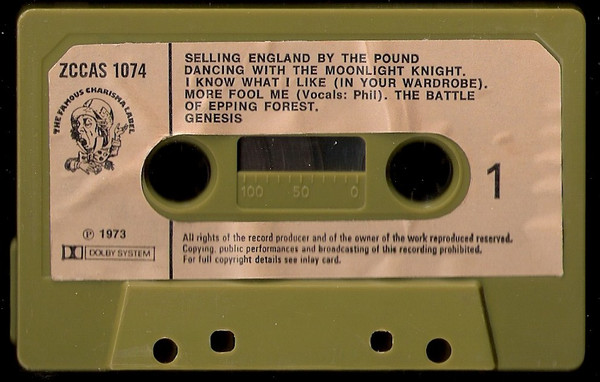 ZCCAS 1074
THE FAMOUS CHARISMA LABEL
SELLING ENGLAND BY THE POUND
DANCING WITH THE MOONLIGHT KNIGHT.
I KNOW WHAT I LIKE (IN YOUR WARDROBE).
MORE FOOL ME (Vocals: Phil). THE BATTLE
OF EPPING FOREST.
GENESIS
100 50 0
1
℗ 1973
DOLBY SYSTEM
All rights of the record producer and of the owner of the work reproduced reserved.
Copying, public performances and broadcasting of this recording prohibited.
For full copyright details see inlay card.